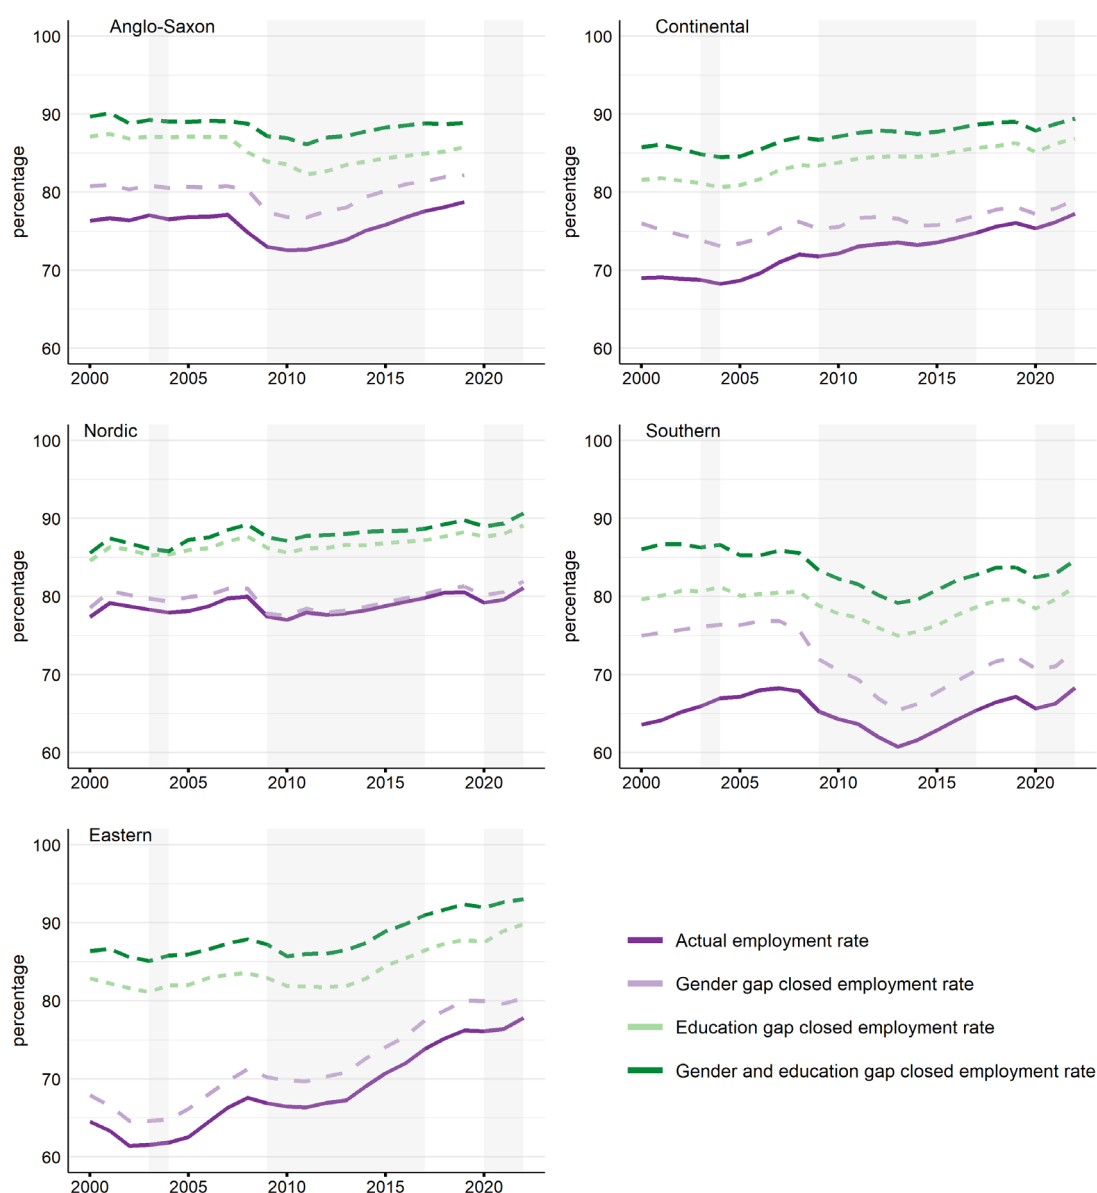 Anglo-Saxon
percentage
100
90
80
70
60
2000 2005 2010 2015 2020
Continental
percentage
100
90
80
70
60
2000 2005 2010 2015 2020
Nordic
percentage
100
90
80
70
60
2000 2005 2010 2015 2020
Southern
percentage
100
90
80
70
60
2000 2005 2010 2015 2020
Eastern
percentage
100
90
80
70
60
2000 2005 2010 2015 2020
Actual employment rate
Gender gap closed employment rate
Education gap closed employment rate
Gender and education gap closed employment rate